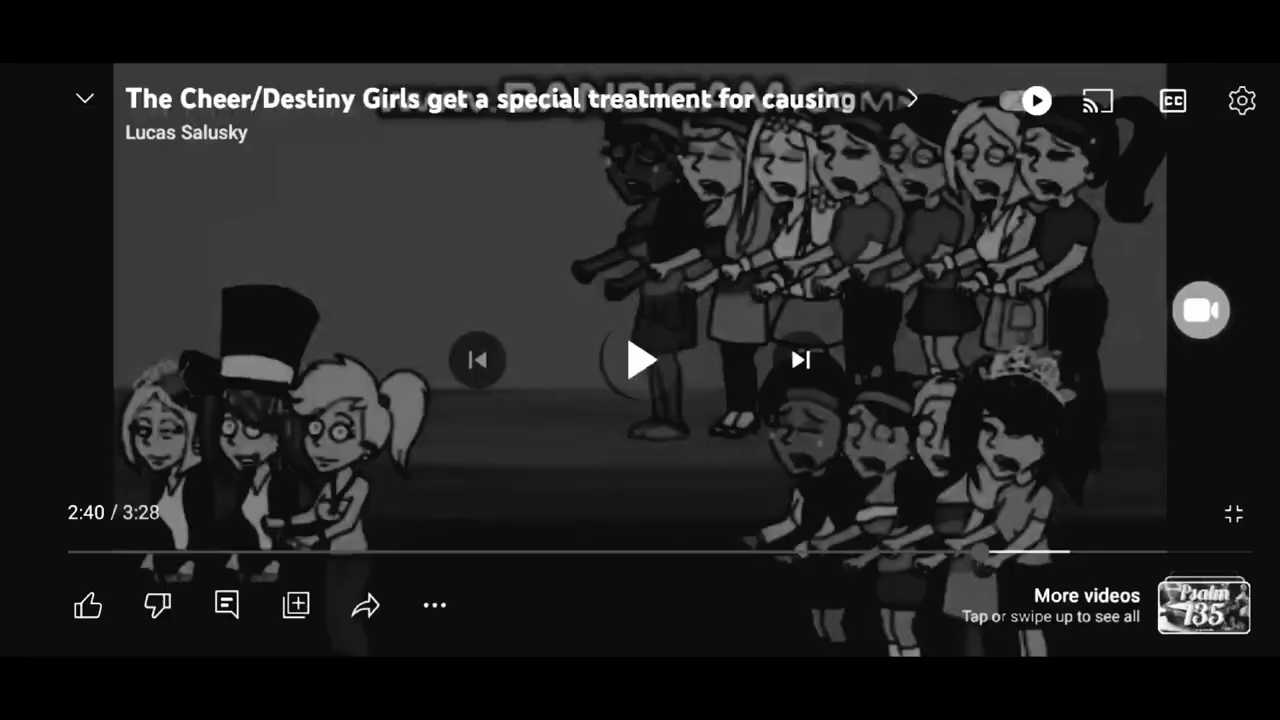 The Cheer/Destiny Girls get a special treatment for causing
Lucas Salusky
CC
2:40 / 3:28
More videos
Tap or swipe up to see all
Psalm
135